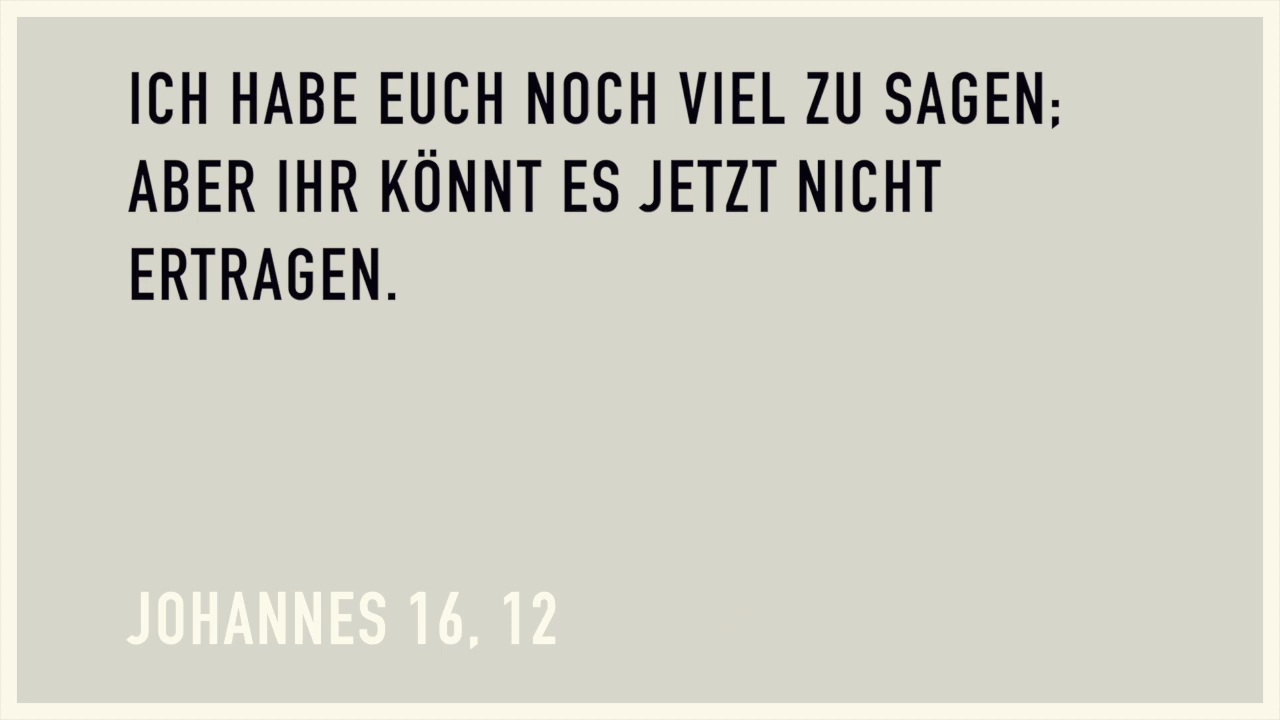 ICH HABE EUCH NOCH VIEL ZU SAGEN;
ABER IHR KÖNNT ES JETZT NICHT
ERTRAGEN.
JOHANNES 16, 12